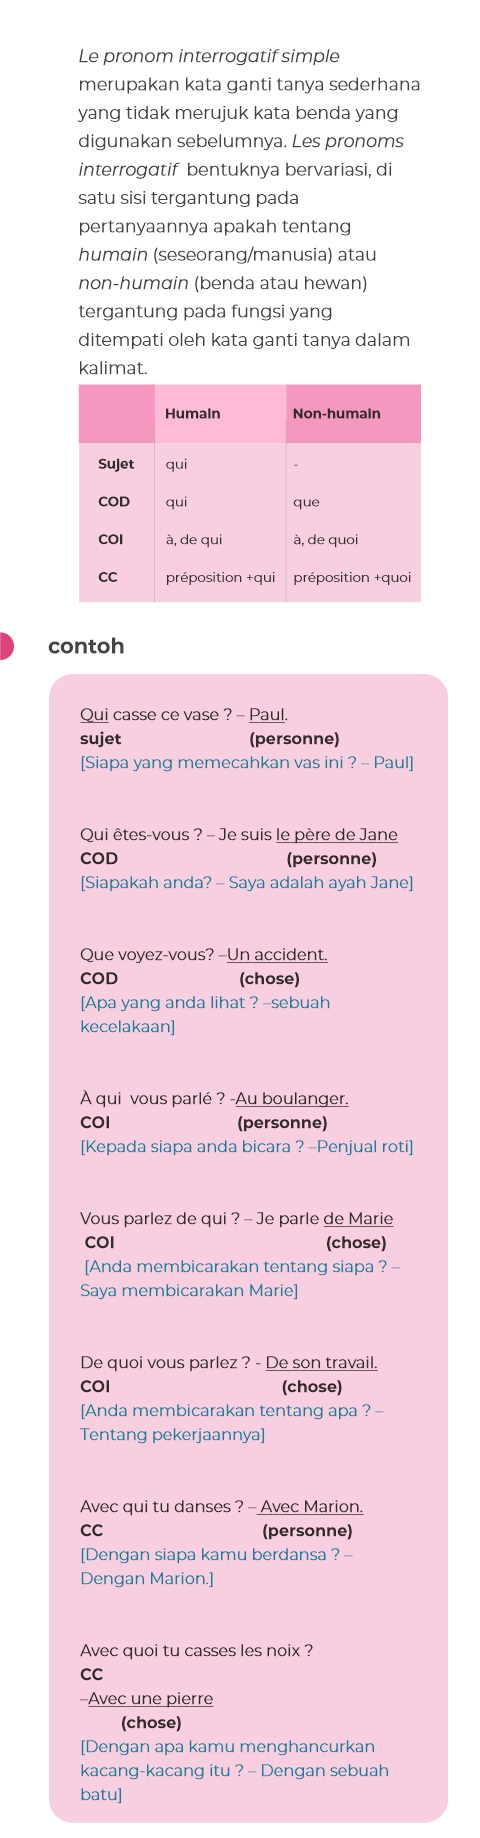 Le pronom interrogatif simple
merupakan kata ganti tanya sederhana
yang tidak merujuk kata benda yang
digunakan sebelumnya. Les pronoms
interrogatif bentuknya bervariasi, di
satu sisi tergantung pada
pertanyaannya apakah tentang
humain (seseorang/manusia) atau
non-humain (benda atau hewan)
tergantung pada fungsi yang
ditempati oleh kata ganti tanya dalam
kalimat.
Humain Non-humain
Sujet qui -
COD qui que
COI à, de qui à, de quoi
CC préposition +qui préposition +quoi
contoh
Qui casse ce vase ? – Paul.
sujet (personne)
[Siapa yang memecahkan vas ini ? – Paul]
Qui êtes-vous ? – Je suis le père de Jane
COD (personne)
[Siapakah anda? – Saya adalah ayah Jane]
Que voyez-vous? –Un accident.
COD (chose)
[Apa yang anda lihat ? –sebuah
kecelakaan]
À qui vous parlé ? -Au boulanger.
COI (personne)
[Kepada siapa anda bicara ? –Penjual roti]
Vous parlez de qui ? – Je parle de Marie
COI (chose)
[Anda membicarakan tentang siapa ? –
Saya membicarakan Marie]
De quoi vous parlez ? - De son travail.
COI (chose)
[Anda membicarakan tentang apa ? –
Tentang pekerjaannya]
Avec qui tu danses ? – Avec Marion.
CC (personne)
[Dengan siapa kamu berdansa ? –
Dengan Marion.]
Avec quoi tu casses les noix ?
CC
–Avec une pierre
(chose)
[Dengan apa kamu menghancurkan
kacang-kacang itu ? – Dengan sebuah
batu]